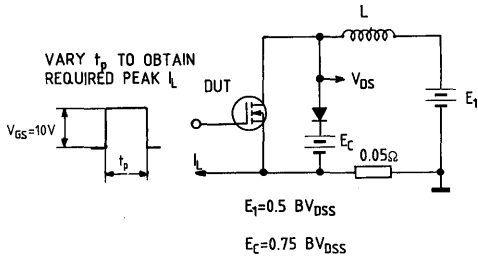 VARY tp TO OBTAIN
REQUIRED PEAK IL
DUT
L
VDS
E1
VGS=10V
EC
0.05Ω
tp
IL
E1=0.5 BVDSS
EC=0.75 BVDSS